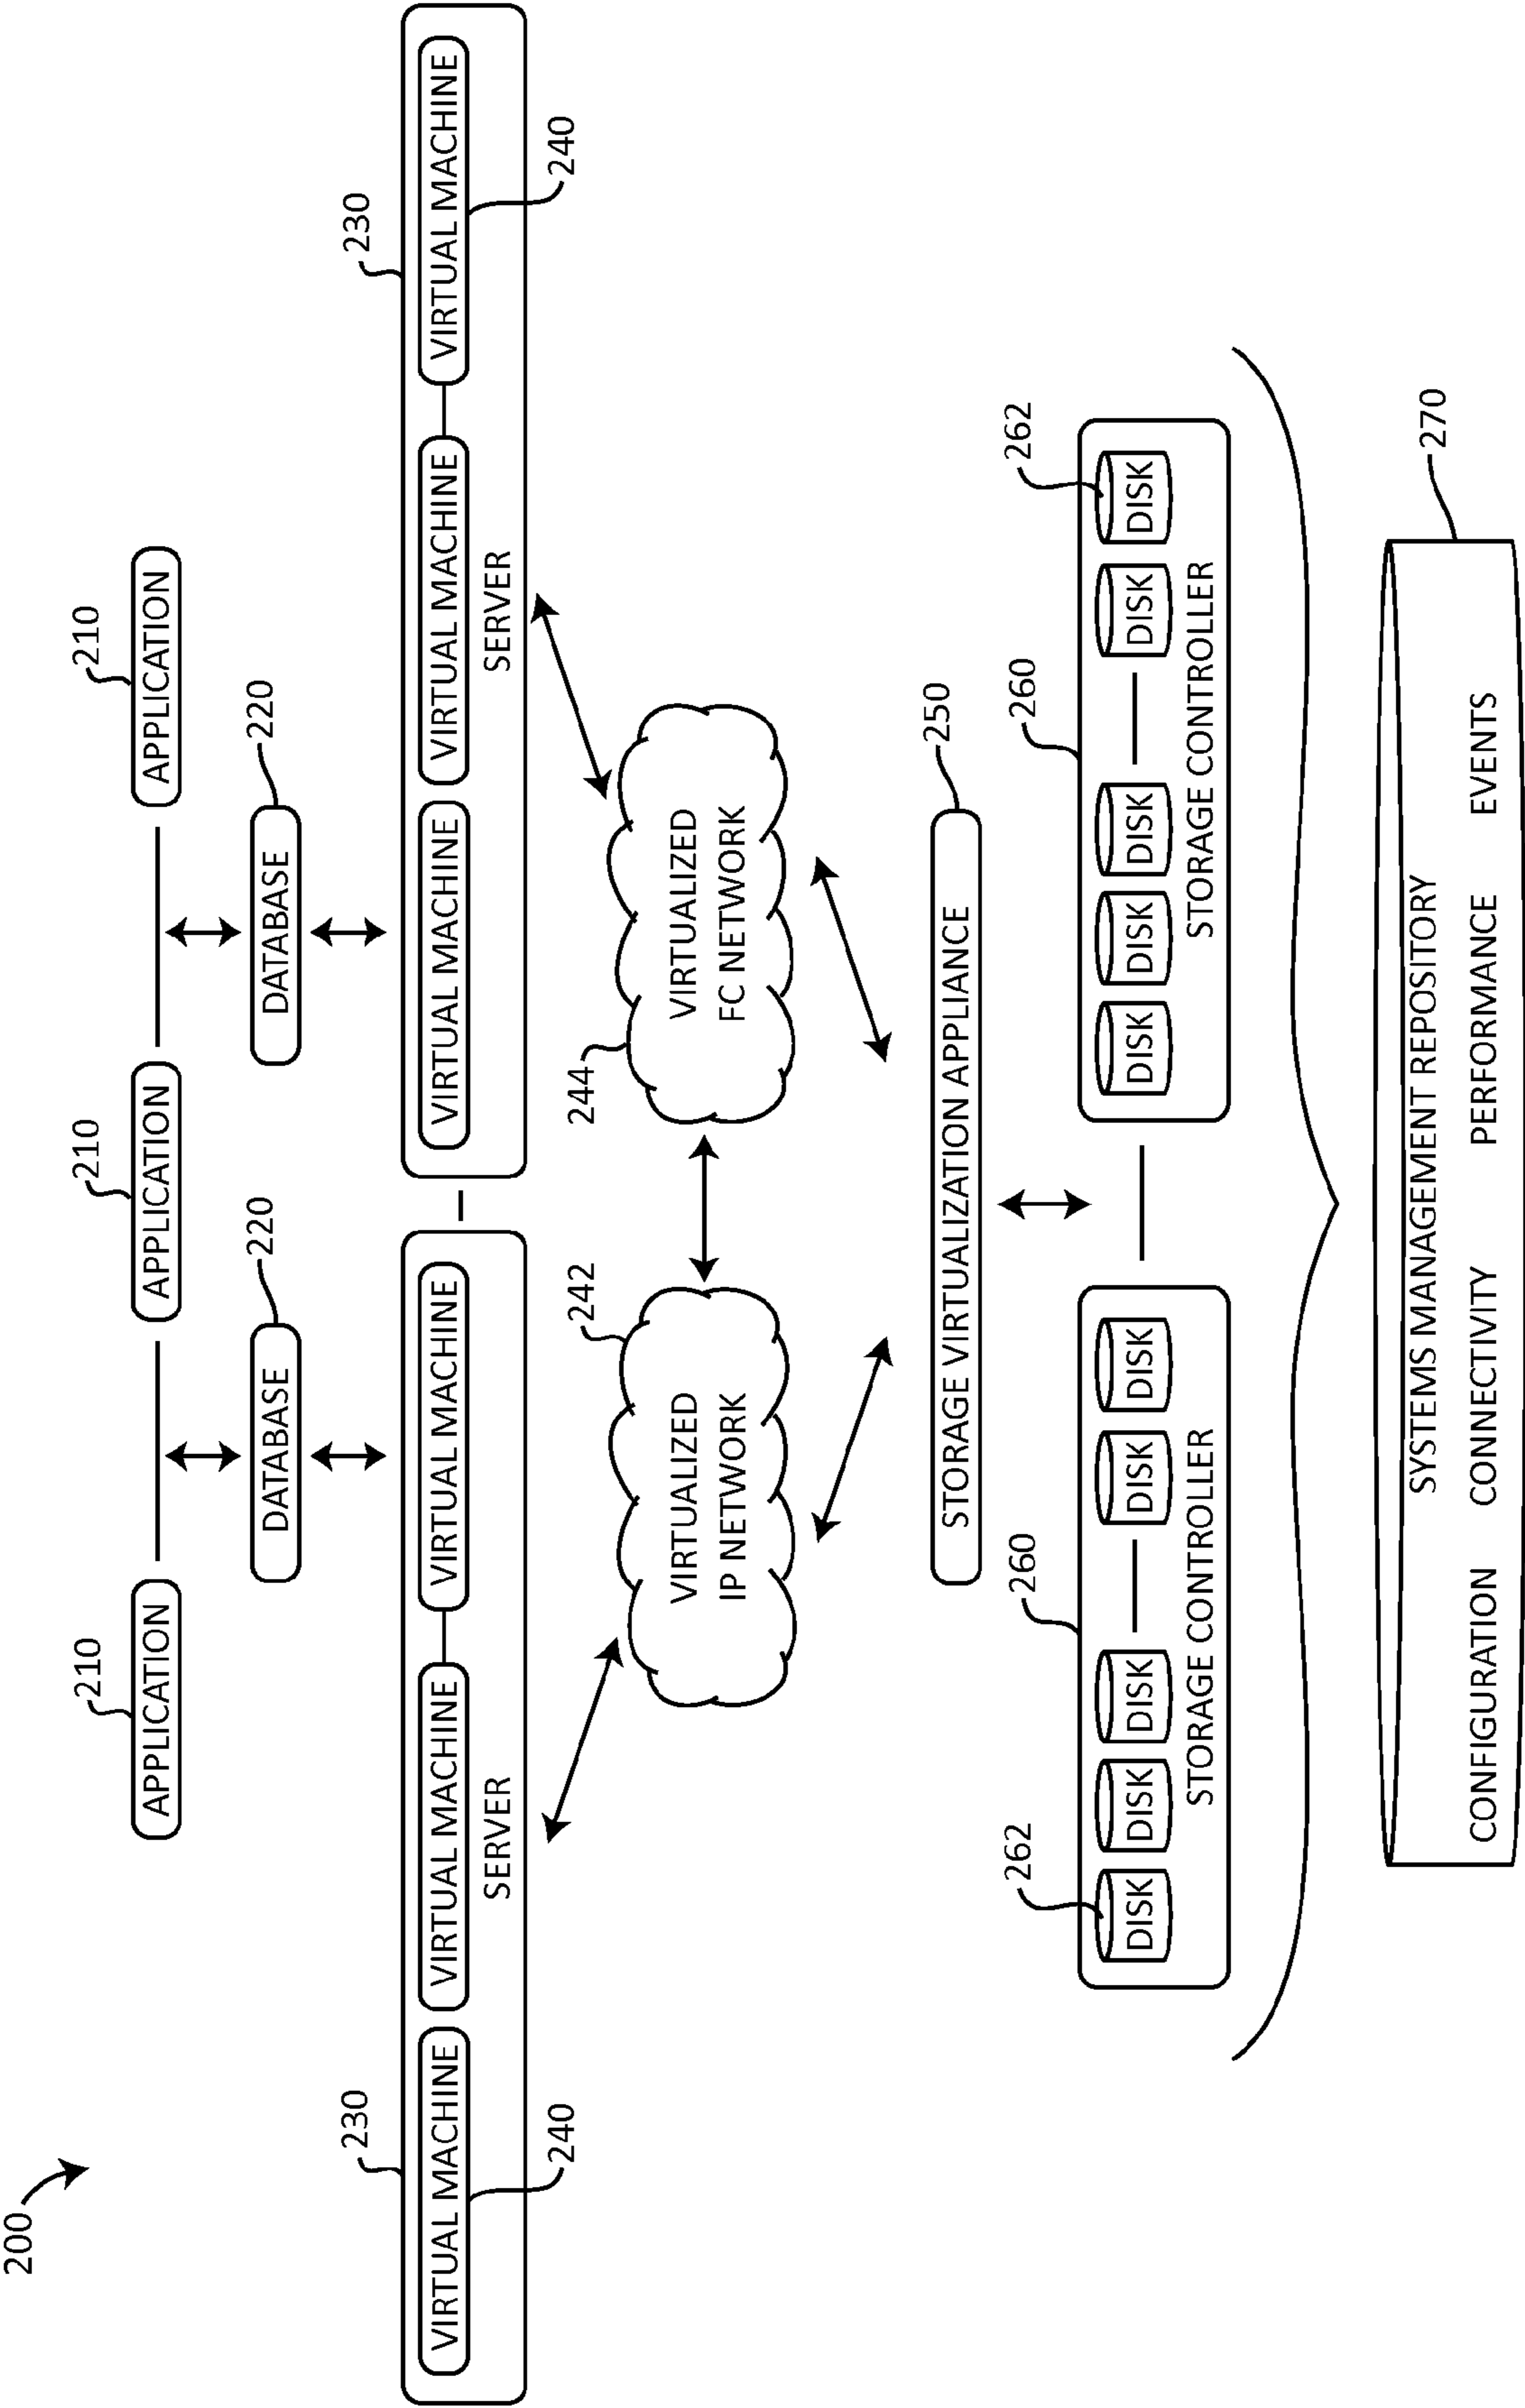 200
210
210
210
APPLICATION
APPLICATION
APPLICATION
220
220
DATABASE
DATABASE
230
230
VIRTUAL MACHINE
VIRTUAL MACHINE
VIRTUAL MACHINE
VIRTUAL MACHINE
VIRTUAL MACHINE
VIRTUAL MACHINE
SERVER
SERVER
240
240
242
244
VIRTUALIZED
IP NETWORK
VIRTUALIZED
FC NETWORK
250
STORAGE VIRTUALIZATION APPLIANCE
262
260
260
262
DISK
DISK
DISK
DISK
DISK
DISK
DISK
DISK
DISK
DISK
STORAGE CONTROLLER
STORAGE CONTROLLER
270
SYSTEMS MANAGEMENT REPOSITORY
CONFIGURATION CONNECTIVITY PERFORMANCE EVENTS